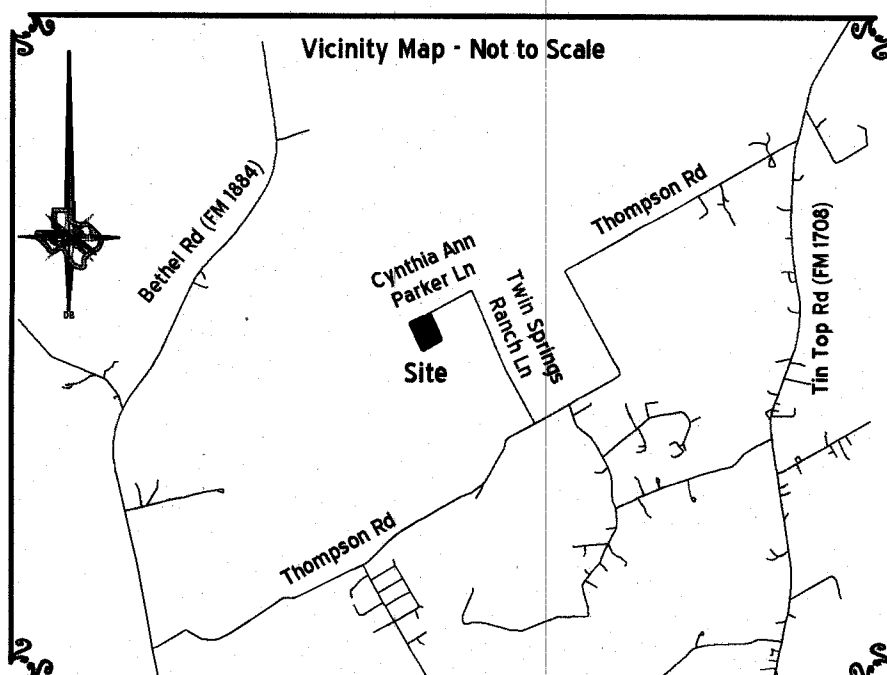 Vicinity Map - Not to Scale
Thompson Rd
Bethel Rd (FM 1884)
Tin Top Rd (FM 1708)
Cynthia Ann
Parker Ln
Twin Springs
Ranch Ln
Site
Thompson Rd